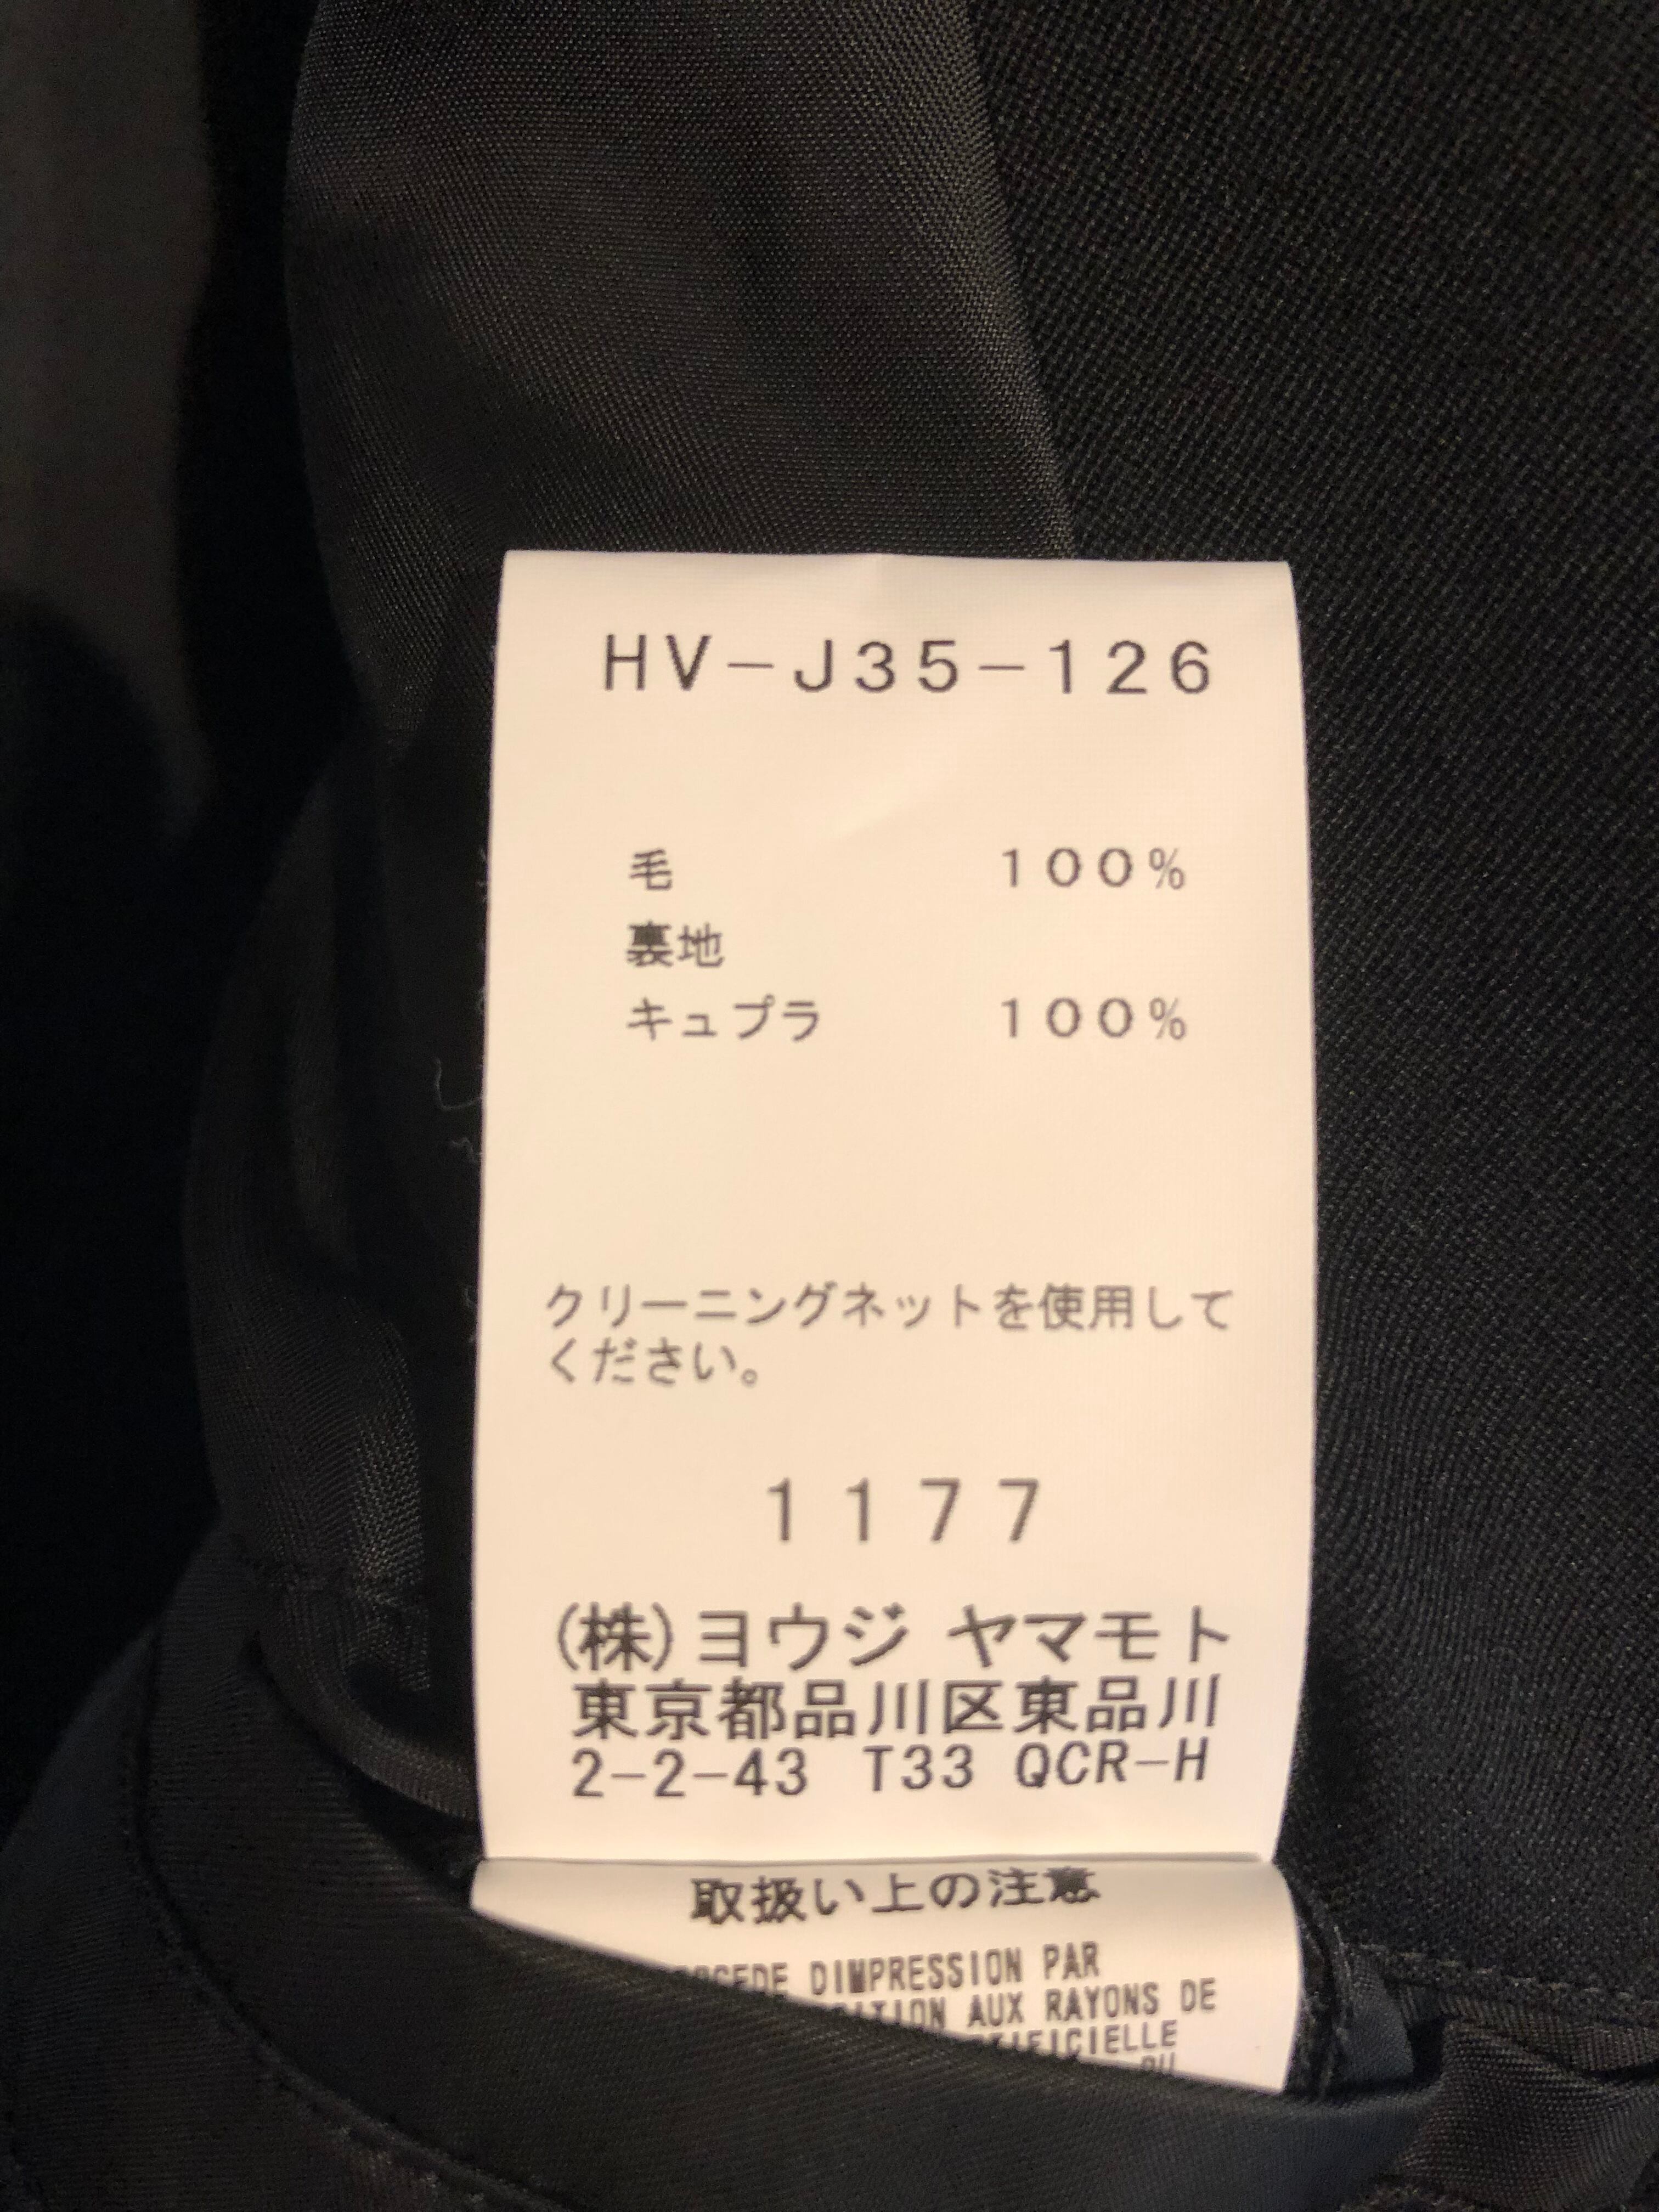 HV-J35-126
毛 100%
裏地
キュプラ 100%
クリーニングネットを使用して
ください。
1177
(株)ヨウジ ヤマモト
東京都品川区東品川
2-2-43 T33 QCR-H
取扱い上の注意
DIMPRESSION PAR
AUX RAYONS DE